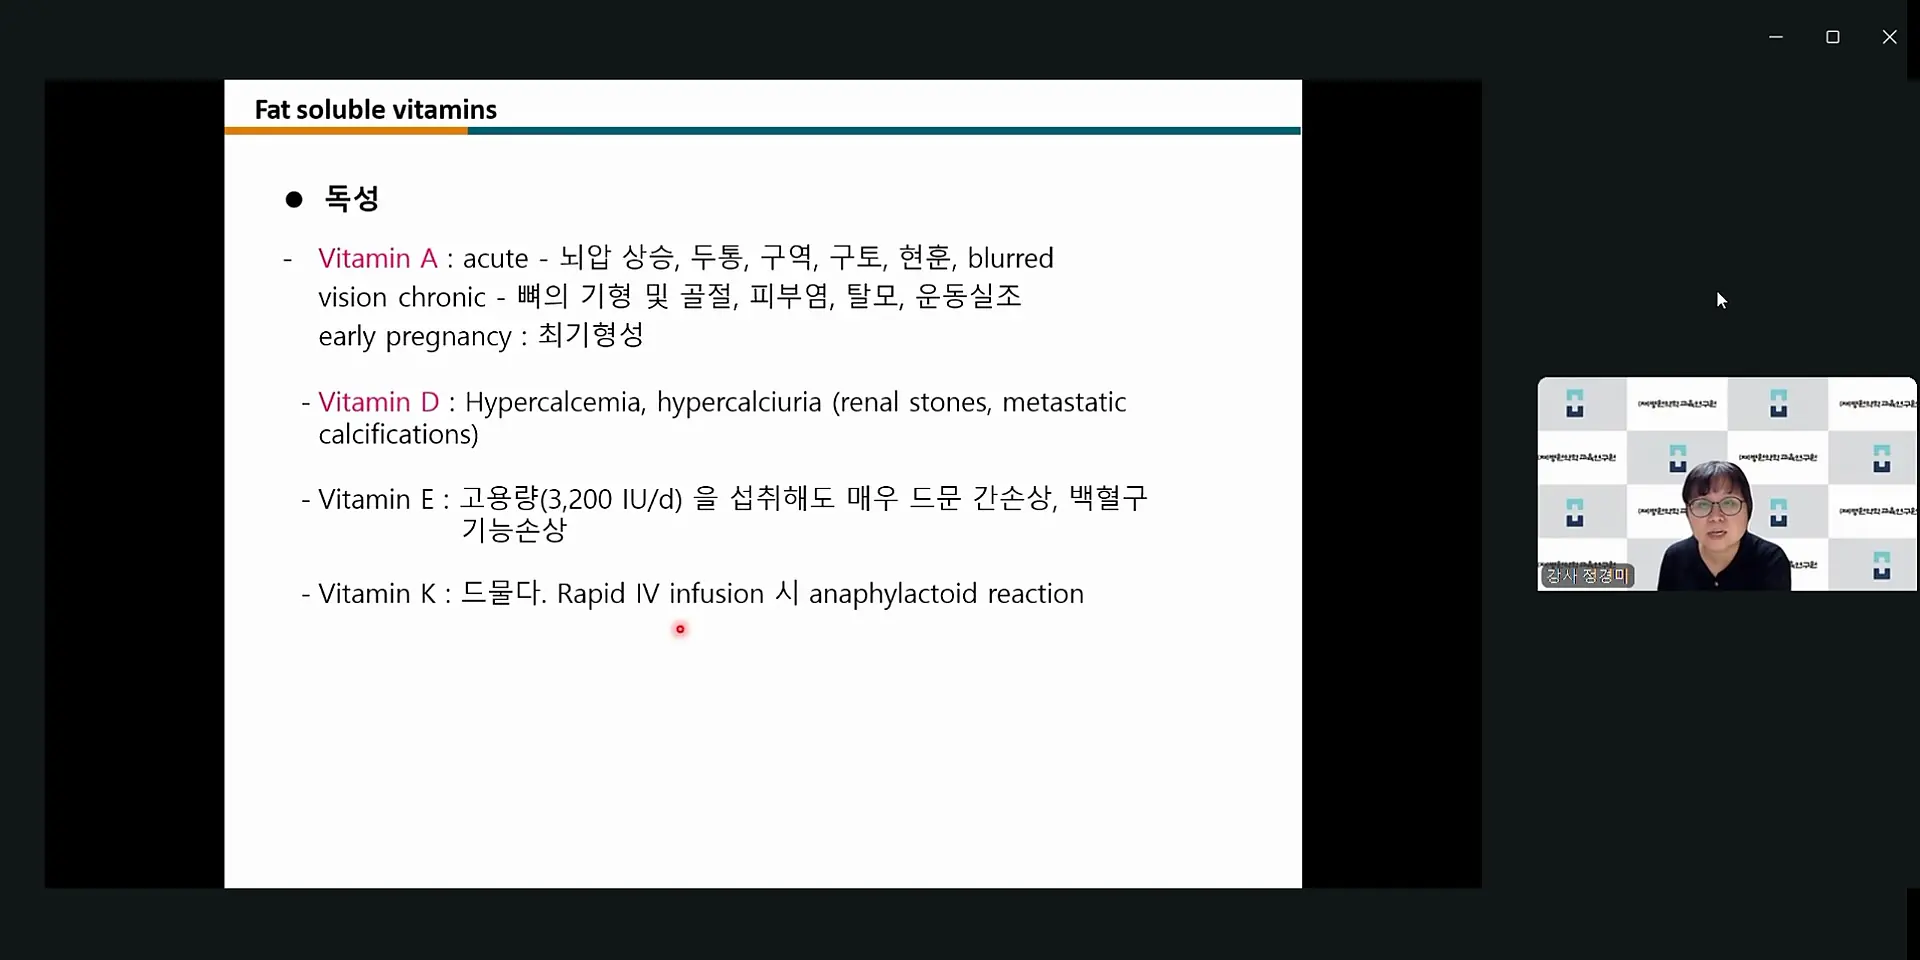 Fat soluble vitamins
● 독성
- Vitamin A : acute - 뇌압 상승, 두통, 구역, 구토, 현훈, blurred
vision chronic - 뼈의 기형 및 골절, 피부염, 탈모, 운동실조
early pregnancy : 최기형성
- Vitamin D : Hypercalcemia, hypercalciuria (renal stones, metastatic
calcifications)
- Vitamin E : 고용량(3,200 IU/d) 을 섭취해도 매우 드문 간손상, 백혈구
기능손상
- Vitamin K : 드물다. Rapid IV infusion 시 anaphylactoid reaction
강사 정경미